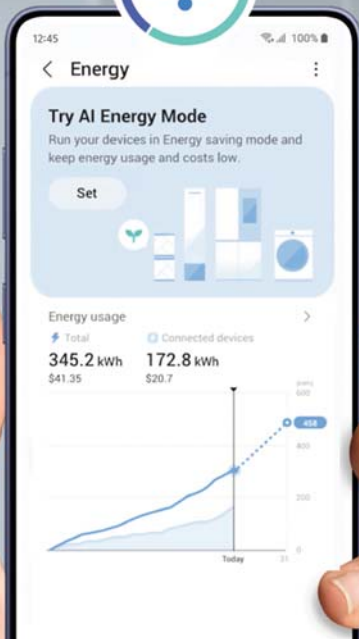 12:45
100%
Energy
Try AI Energy Mode
Run your devices in Energy saving mode and
keep energy usage and costs low.
Set
Energy usage
Total
Connected devices
345.2 kWh
172.8 kWh
$41.35
$20.7
600
458
400
200
0
Today
31